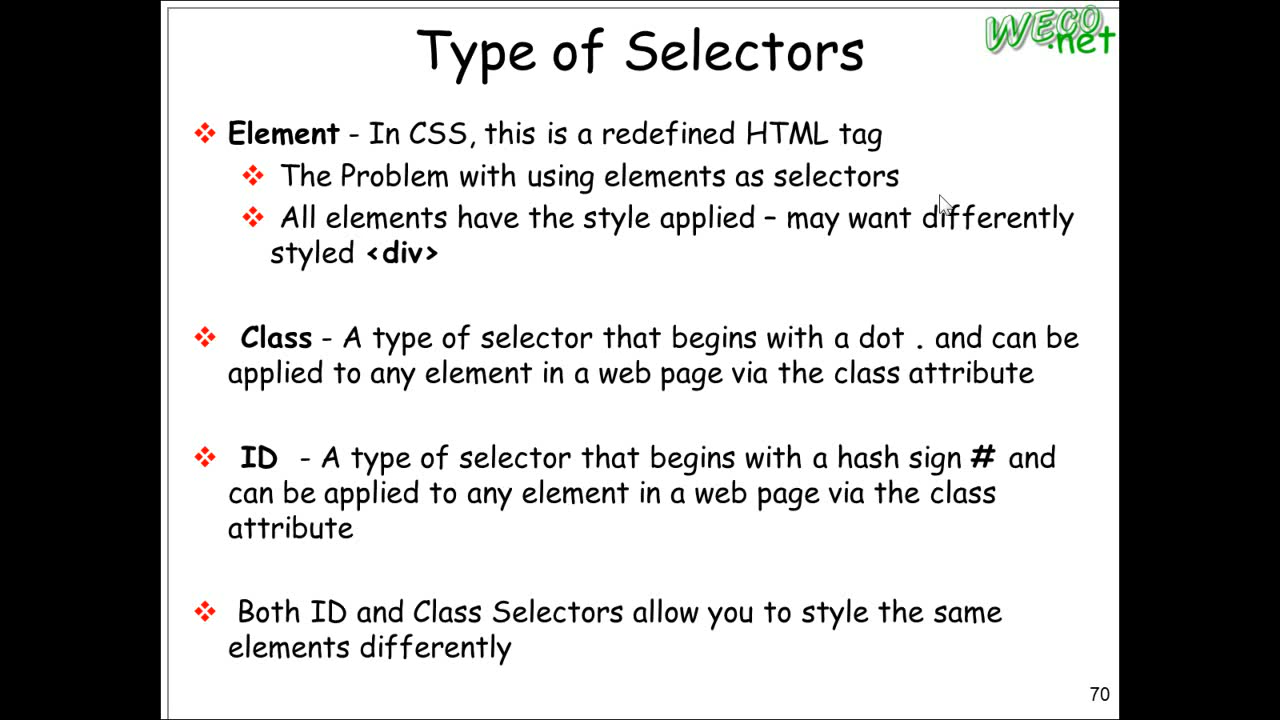 WECO
.net
Type of Selectors
Element - In CSS, this is a redefined HTML tag
The Problem with using elements as selectors
All elements have the style applied – may want differently
styled <div>
Class - A type of selector that begins with a dot . and can be
applied to any element in a web page via the class attribute
ID - A type of selector that begins with a hash sign # and
can be applied to any element in a web page via the class
attribute
Both ID and Class Selectors allow you to style the same
elements differently
70